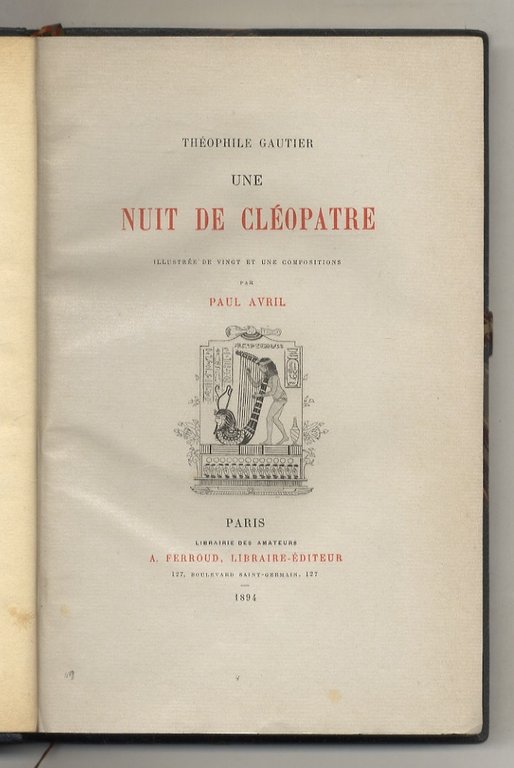 THÉOPHILE GAUTIER
UNE
NUIT DE CLÉOPATRE
ILLUSTRÉE DE VINGT ET UNE COMPOSITIONS
PAR
PAUL AVRIL
PARIS
LIBRAIRIE DES AMATEURS
A. FERROUD, LIBRAIRE-ÉDITEUR
127, BOULEVARD SAINT-GERMAIN, 127
1894